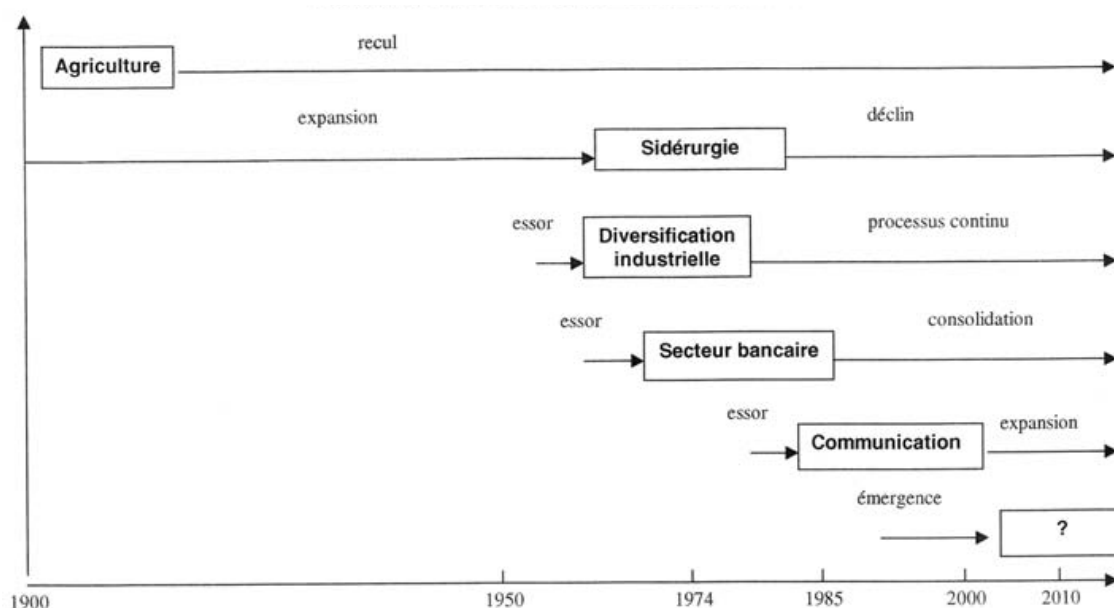 recul
Agriculture
expansion
déclin
Sidérurgie
essor
processus continu
Diversification
industrielle
essor
consolidation
Secteur bancaire
essor
expansion
Communication
émergence
?
1900
1950
1974
1985
2000
2010